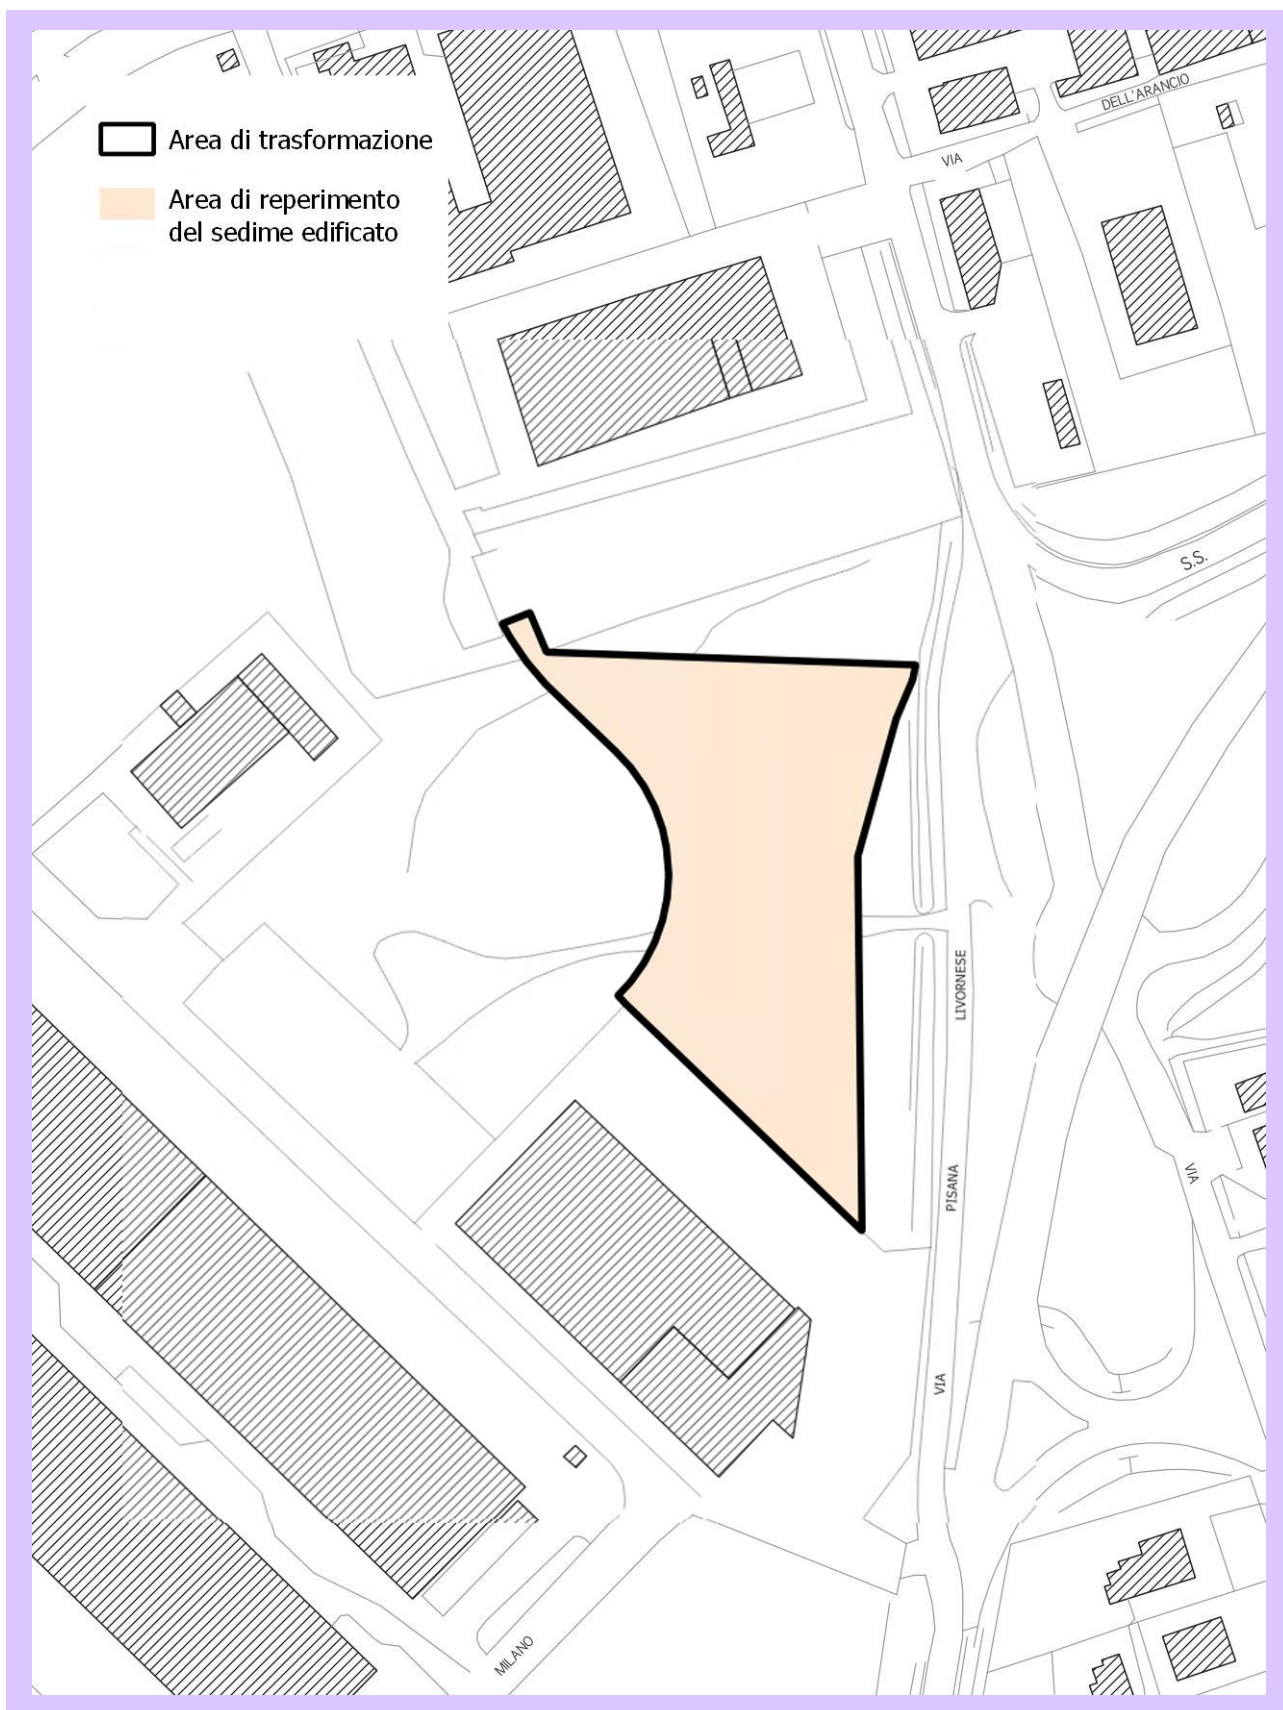 Area di trasformazione
Area di reperimento
del sedime edificato
DELL'ARANCIO
VIA
S.S.
LIVORNESE
PISANA
VIA
VIA
MILANO